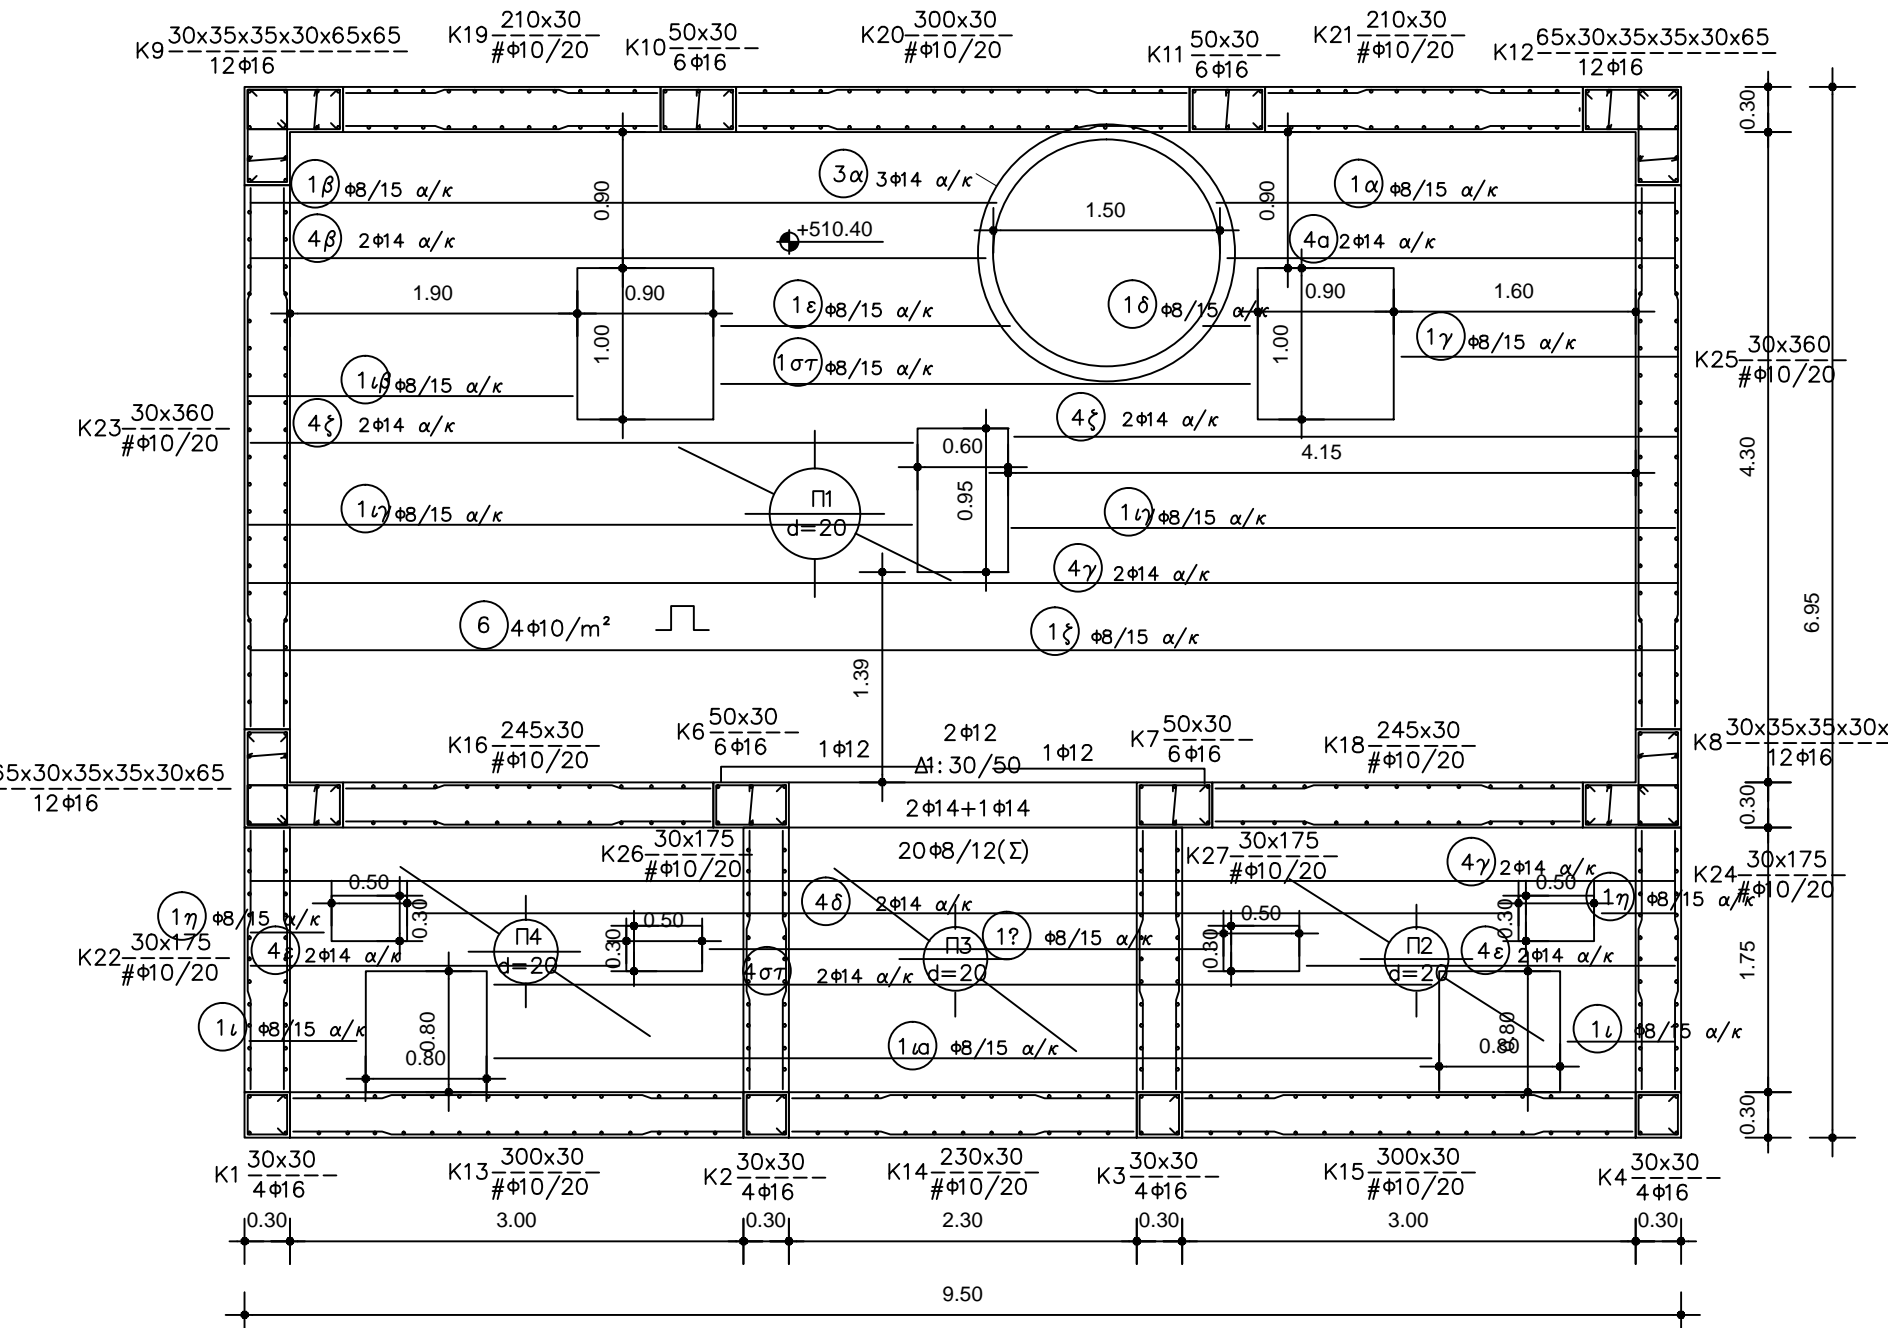 K9 30x35x35x30x65x65
12Φ16
K19 210x30
#Φ10/20
K10 50x30
6Φ16
K20 300x30
#Φ10/20
K11 50x30
6Φ16
K21 210x30
#Φ10/20
K12 65x30x35x35x30x65
12Φ16
0.30
1β Φ8/15 α/κ
0.90
3α 3Φ14 α/κ
1.50
0.90
1α Φ8/15 α/κ
4β 2Φ14 α/κ
+510.40
4α 2Φ14 α/κ
1.90
0.90
1ε Φ8/15 α/κ
1δ Φ8/15 α/κ
0.90
1.60
1.00
1στ Φ8/15 α/κ
1.00
1γ Φ8/15 α/κ
K25 30x360
#Φ10/20
1ιβ Φ8/15 α/κ
K23 30x360
#Φ10/20
4ζ 2Φ14 α/κ
4ζ 2Φ14 α/κ
0.60
4.15
4.30
0.95
1ιγ Φ8/15 α/κ
Π1
d=20
1ιγ Φ8/15 α/κ
4γ 2Φ14 α/κ
6 4Φ10/m²
1ζ Φ8/15 α/κ
6.95
1.39
K16 245x30
#Φ10/20
K6 50x30
6Φ16
1Φ12
2Φ12
Δ1: 30/50
1Φ12
K7 50x30
6Φ16
K18 245x30
#Φ10/20
K8 30x35x35x30x
12Φ16
65x30x35x35x30x65
12Φ16
2Φ14+1Φ14
0.30
K26 30x175
#Φ10/20
20Φ8/12(Σ)
K27 30x175
#Φ10/20
4γ 2Φ14 α/κ
K24 30x175
#Φ10/20
0.50
0.30
1η Φ8/15 α/κ
4δ 2Φ14 α/κ
0.50
0.30
1? Φ8/15 α/κ
0.50
0.30
0.50
0.30
1η Φ8/15 α/κ
K22 30x175
#Φ10/20
4ε 2Φ14 α/κ
Π4
d=20
4στ 2Φ14 α/κ
Π3
d=20
Π2
d=20
4ε 2Φ14 α/κ
1.75
1ι Φ8/15 α/κ
0.80
0.80
1ια Φ8/15 α/κ
0.80
0.80
1ι Φ8/15 α/κ
0.30
K1 30x30
4Φ16
K13 300x30
#Φ10/20
K2 30x30
4Φ16
K14 230x30
#Φ10/20
K3 30x30
4Φ16
K15 300x30
#Φ10/20
K4 30x30
4Φ16
0.30 3.00 0.30 2.30 0.30 3.00 0.30
9.50